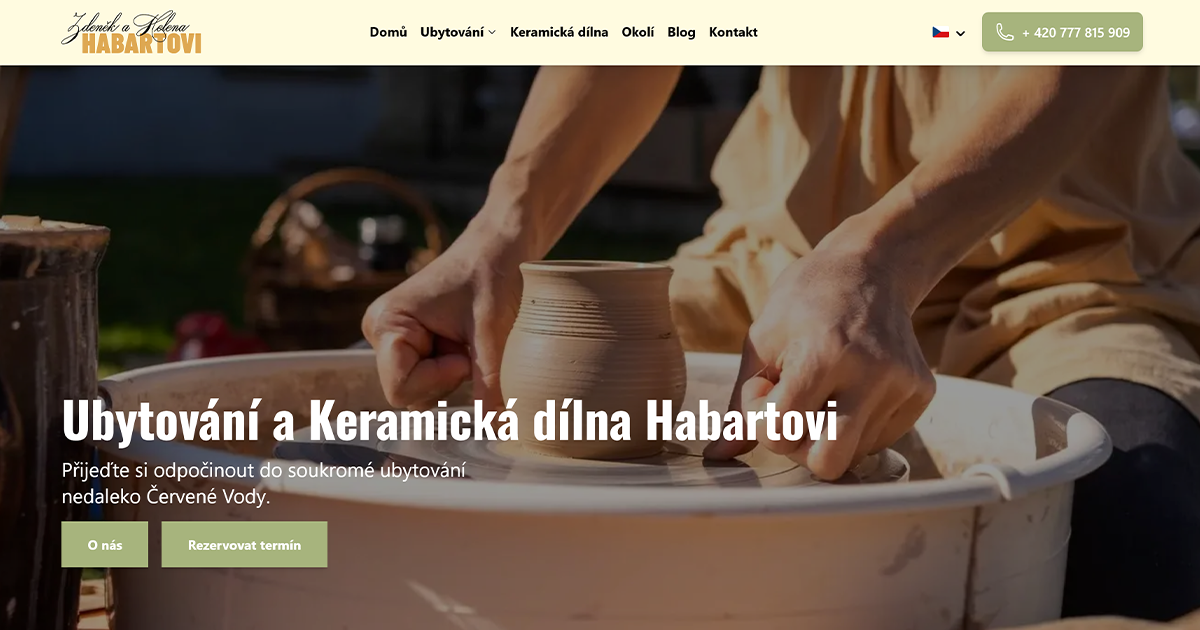 Zdeněk a Helena
HABARTOVI
Domů Ubytování Keramická dílna Okolí Blog Kontakt
+ 420 777 815 909
Ubytování a Keramická dílna Habartovi
Přijeďte si odpočinout do soukromé ubytování
nedaleko Červené Vody.
O nás Rezervovat termín